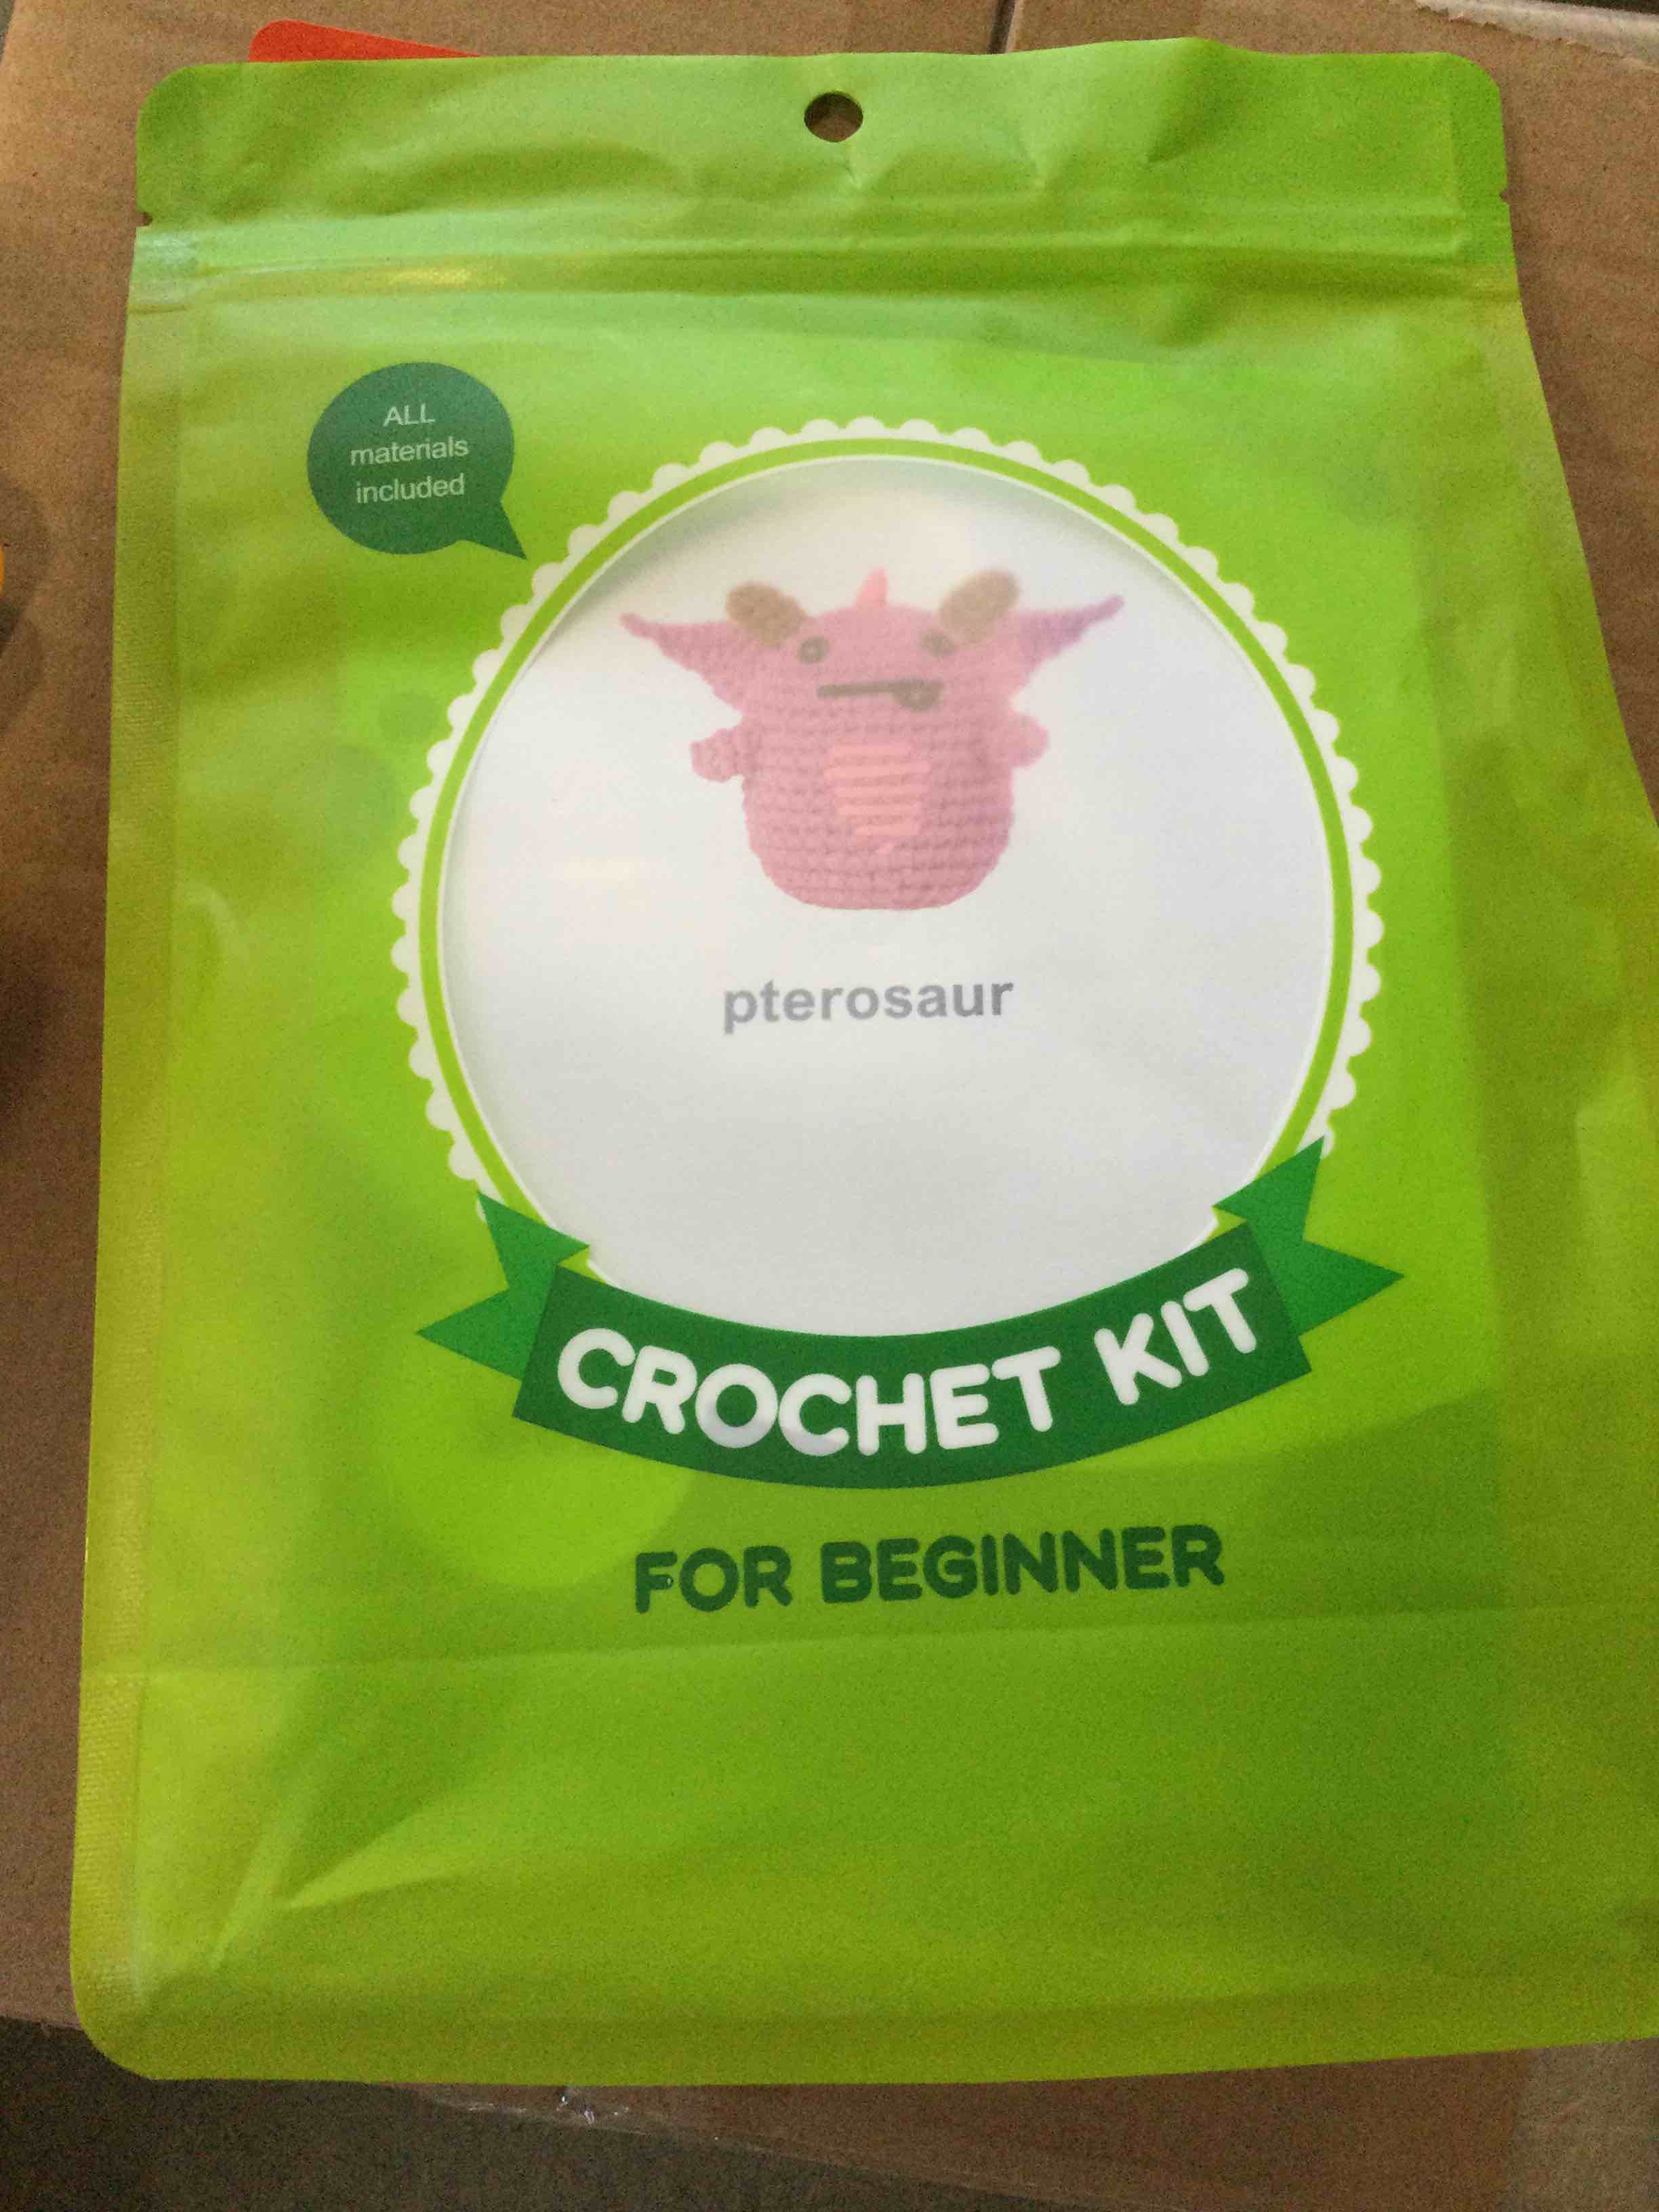 ALL
materials
included
pterosaur
CROCHET KIT
FOR BEGINNER